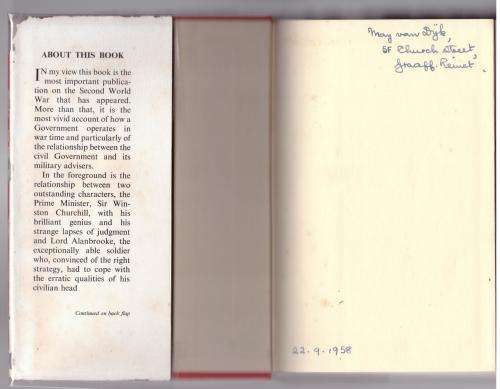 ABOUT THIS BOOK
IN my view this book is the
most important publica-
tion on the Second World
War that has appeared.
More than that, it is the
most vivid account of how a
Government operates in
war time and particularly of
the relationship between the
civil Government and its
military advisers.
In the foreground is the
relationship between two
outstanding characters, the
Prime Minister, Sir Win-
ston Churchill, with his
brilliant genius and his
strange lapses of judgment
and Lord Alanbrooke, the
exceptionally able soldier
who, convinced of the right
strategy, had to cope with
the erratic qualities of his
civilian head
Continued on back flap
May van Dÿk,
Church street,
Graaff-Reinet.
22.9.1958